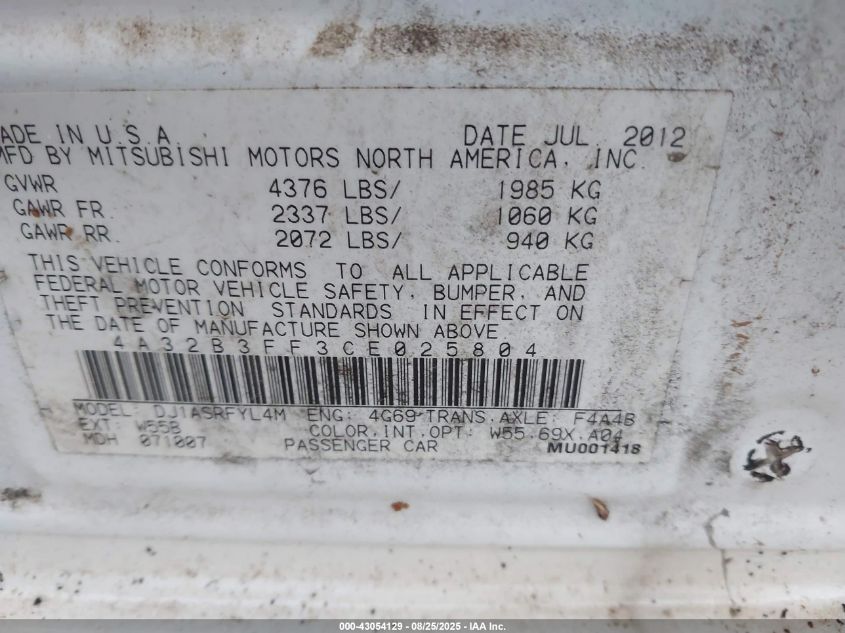 ADE IN U S A DATE JUL 2012
MFD BY MITSUBISHI MOTORS NORTH AMERICA, INC.
GVWR 4376 LBS/ 1985 KG
GAWR FR. 2337 LBS/ 1060 KG
GAWR RR. 2072 LBS/ 940 KG
THIS VEHICLE CONFORMS TO ALL APPLICABLE
FEDERAL MOTOR VEHICLE SAFETY, BUMPER, AND
THEFT PREVENTION STANDARDS IN EFFECT ON
THE DATE OF MANUFACTURE SHOWN ABOVE.
4A32B3FF3CE025804
MODEL: DJ1ASRFYL4M ENG: 4G69 TRANS.AXLE: F4A4B
EXT: W55B COLOR.INT.OPT: W55.69X.A04
MDH 071007 PASSENGER CAR MU001418
000-43054129 - 08/25/2025 - IAA Inc.